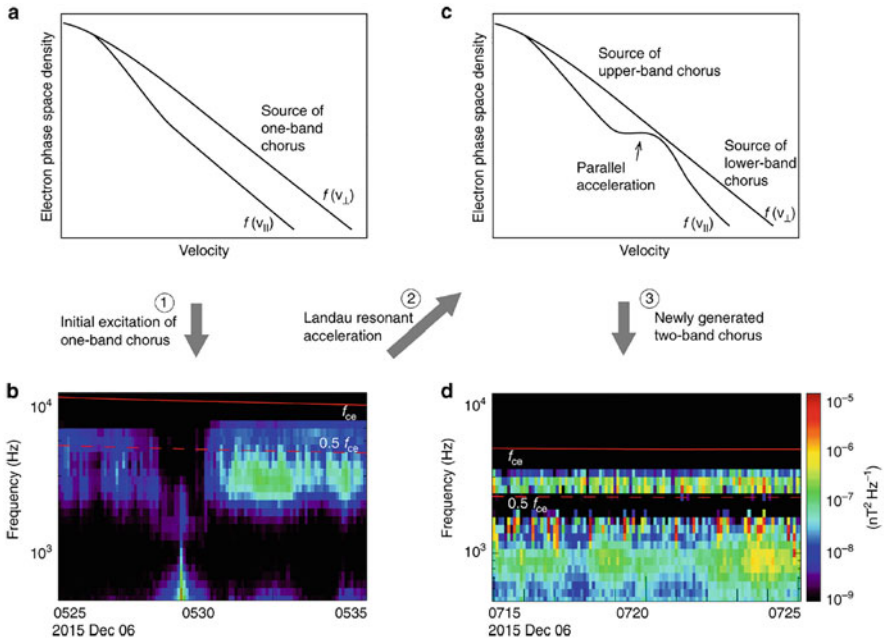 a
Electron phase space density
Source of
one-band
chorus
f (v⊥)
f (v||)
Velocity
c
Electron phase space density
Source of
upper-band chorus
Source of
lower-band
chorus
Parallel
acceleration
f (v||)
f (v⊥)
Velocity
1
Initial excitation of
one-band chorus
2
Landau resonant
acceleration
3
Newly generated
two-band chorus
b
Frequency (Hz)
10⁴
10³
fce
0.5 fce
0525 0530 0535
2015 Dec 06
d
Frequency (Hz)
10⁴
10³
fce
0.5 fce
0715 0720 0725
2015 Dec 06
10⁻⁵
10⁻⁶
10⁻⁷
10⁻⁸
10⁻⁹
(nT² Hz⁻¹)